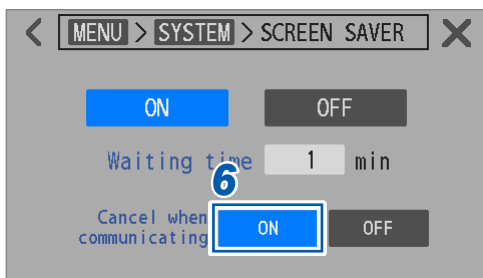 < MENU > SYSTEM > SCREEN SAVER X
ON OFF
Waiting time 1 min
6
Cancel when
communicating ON OFF